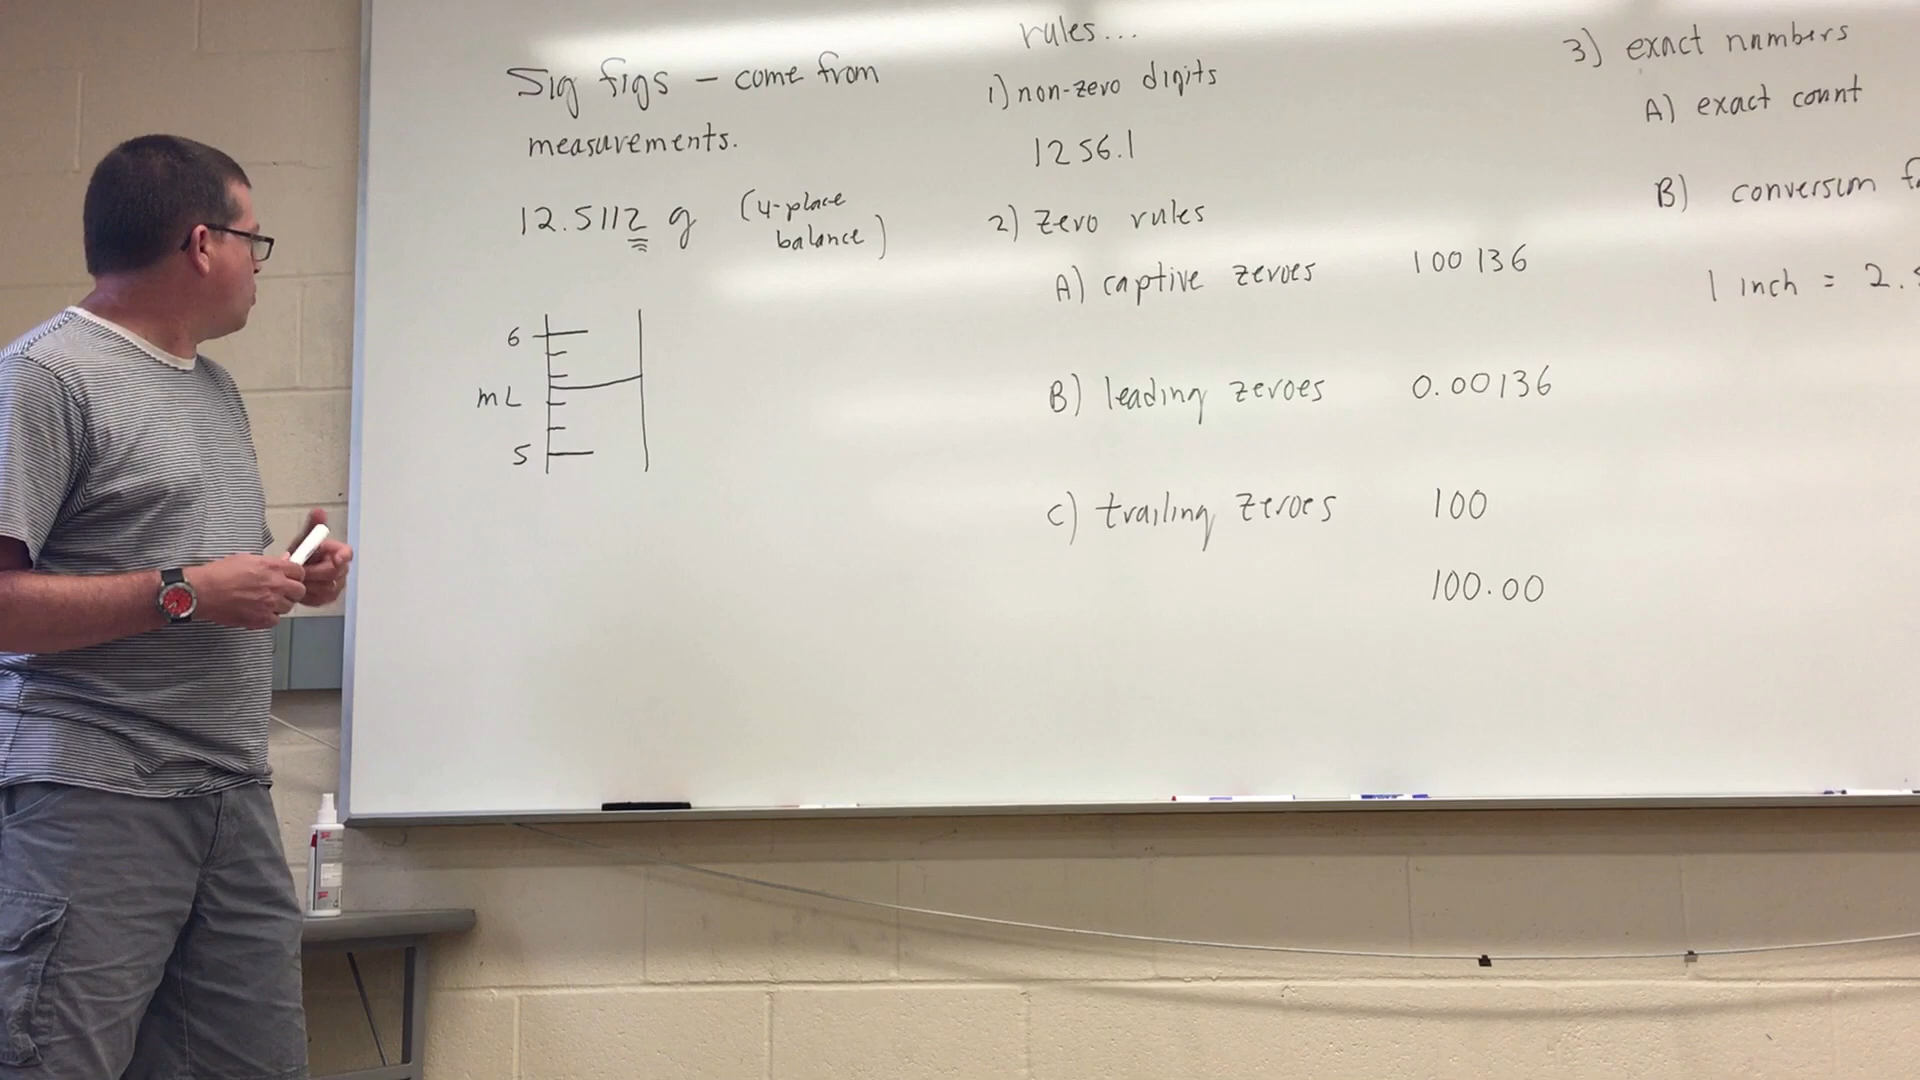 Sig figs - come from
measurements.
12.5112 g (4-place
balance)
6
mL
5
rules...
1) non-zero digits
1256.1
2) zero rules
A) captive zeroes 100136
B) leading zeroes 0.00136
C) trailing zeroes 100
100.00
3) exact numbers
A) exact count
B) conversion
1 inch = 2.